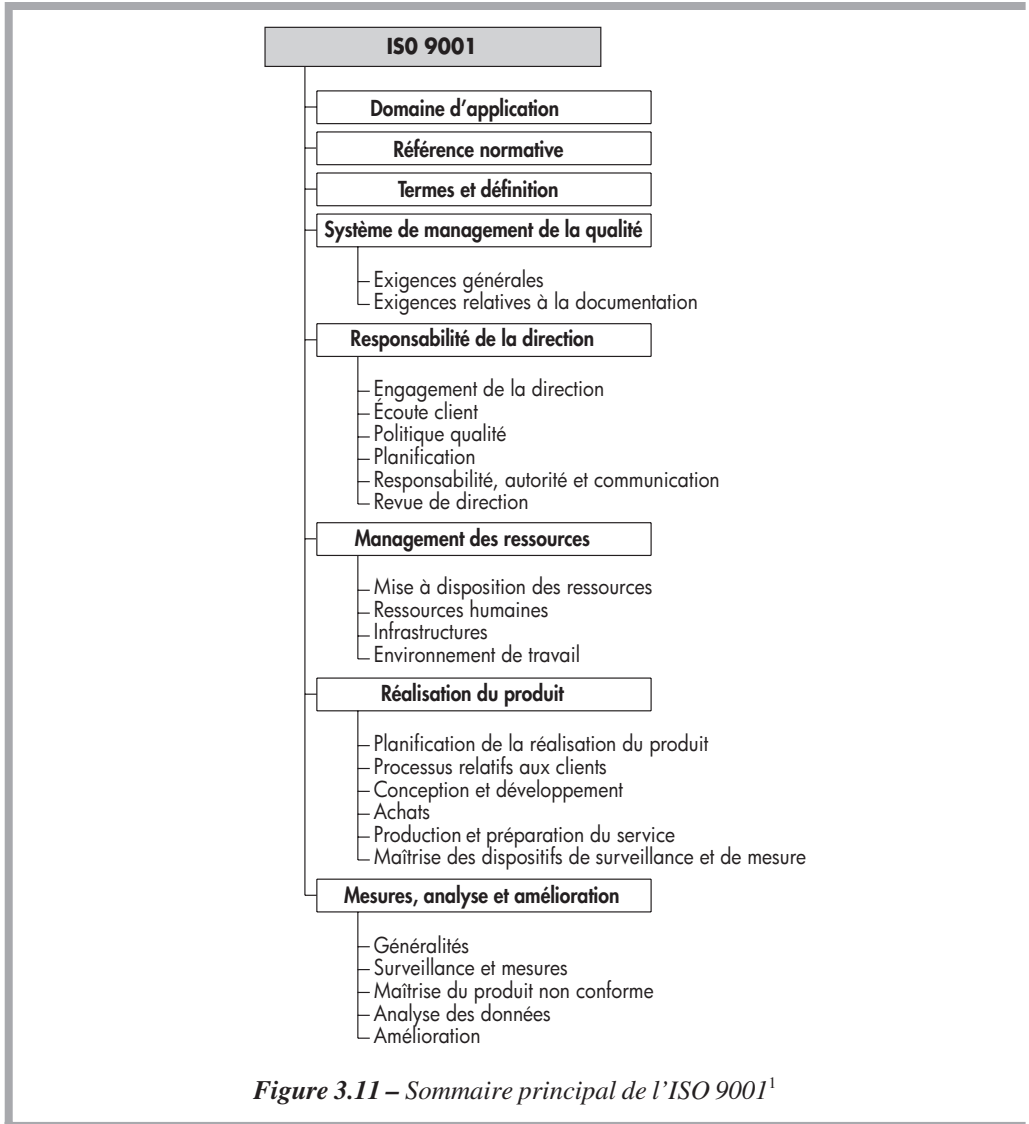 ISO 9001
Domaine d'application
Référence normative
Termes et définition
Système de management de la qualité
Exigences générales
Exigences relatives à la documentation
Responsabilité de la direction
Engagement de la direction
Écoute client
Politique qualité
Planification
Responsabilité, autorité et communication
Revue de direction
Management des ressources
Mise à disposition des ressources
Ressources humaines
Infrastructures
Environnement de travail
Réalisation du produit
Planification de la réalisation du produit
Processus relatifs aux clients
Conception et développement
Achats
Production et préparation du service
Maîtrise des dispositifs de surveillance et de mesure
Mesures, analyse et amélioration
Généralités
Surveillance et mesures
Maîtrise du produit non conforme
Analyse des données
Amélioration
Figure 3.11 – Sommaire principal de l'ISO 9001¹